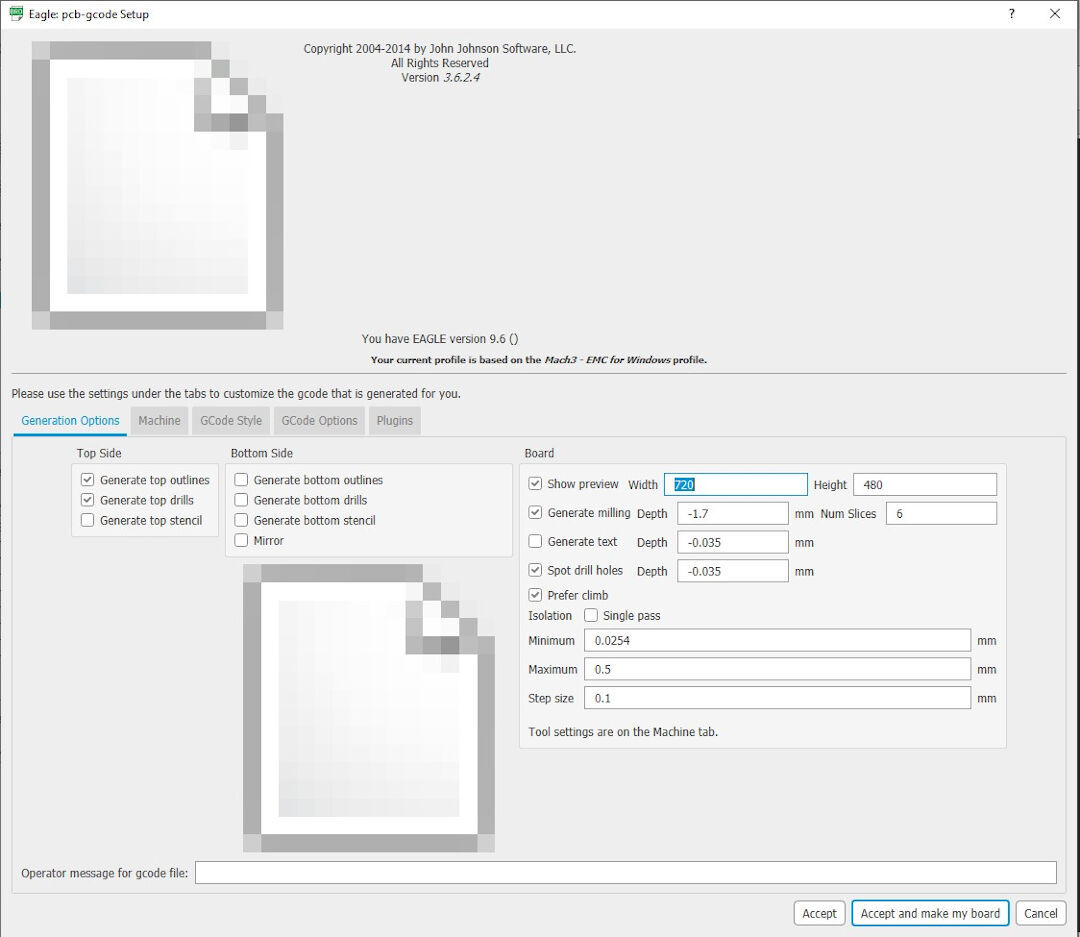 Eagle: pcb-gcode Setup
?
Copyright 2004-2014 by John Johnson Software, LLC.
All Rights Reserved
Version 3.6.2.4
You have EAGLE version 9.6 ()
Your current profile is based on the Mach3 - EMC for Windows profile.
Please use the settings under the tabs to customize the gcode that is generated for you.
Generation Options Machine GCode Style GCode Options Plugins
Top Side
Generate top outlines
Generate top drills
Generate top stencil
Bottom Side
Generate bottom outlines
Generate bottom drills
Generate bottom stencil
Mirror
Board
Show preview Width 720 Height 480
Generate milling Depth -1.7 mm Num Slices 6
Generate text Depth -0.035 mm
Spot drill holes Depth -0.035 mm
Prefer climb
Isolation Single pass
Minimum 0.0254 mm
Maximum 0.5 mm
Step size 0.1 mm
Tool settings are on the Machine tab.
Operator message for gcode file:
Accept Accept and make my board Cancel